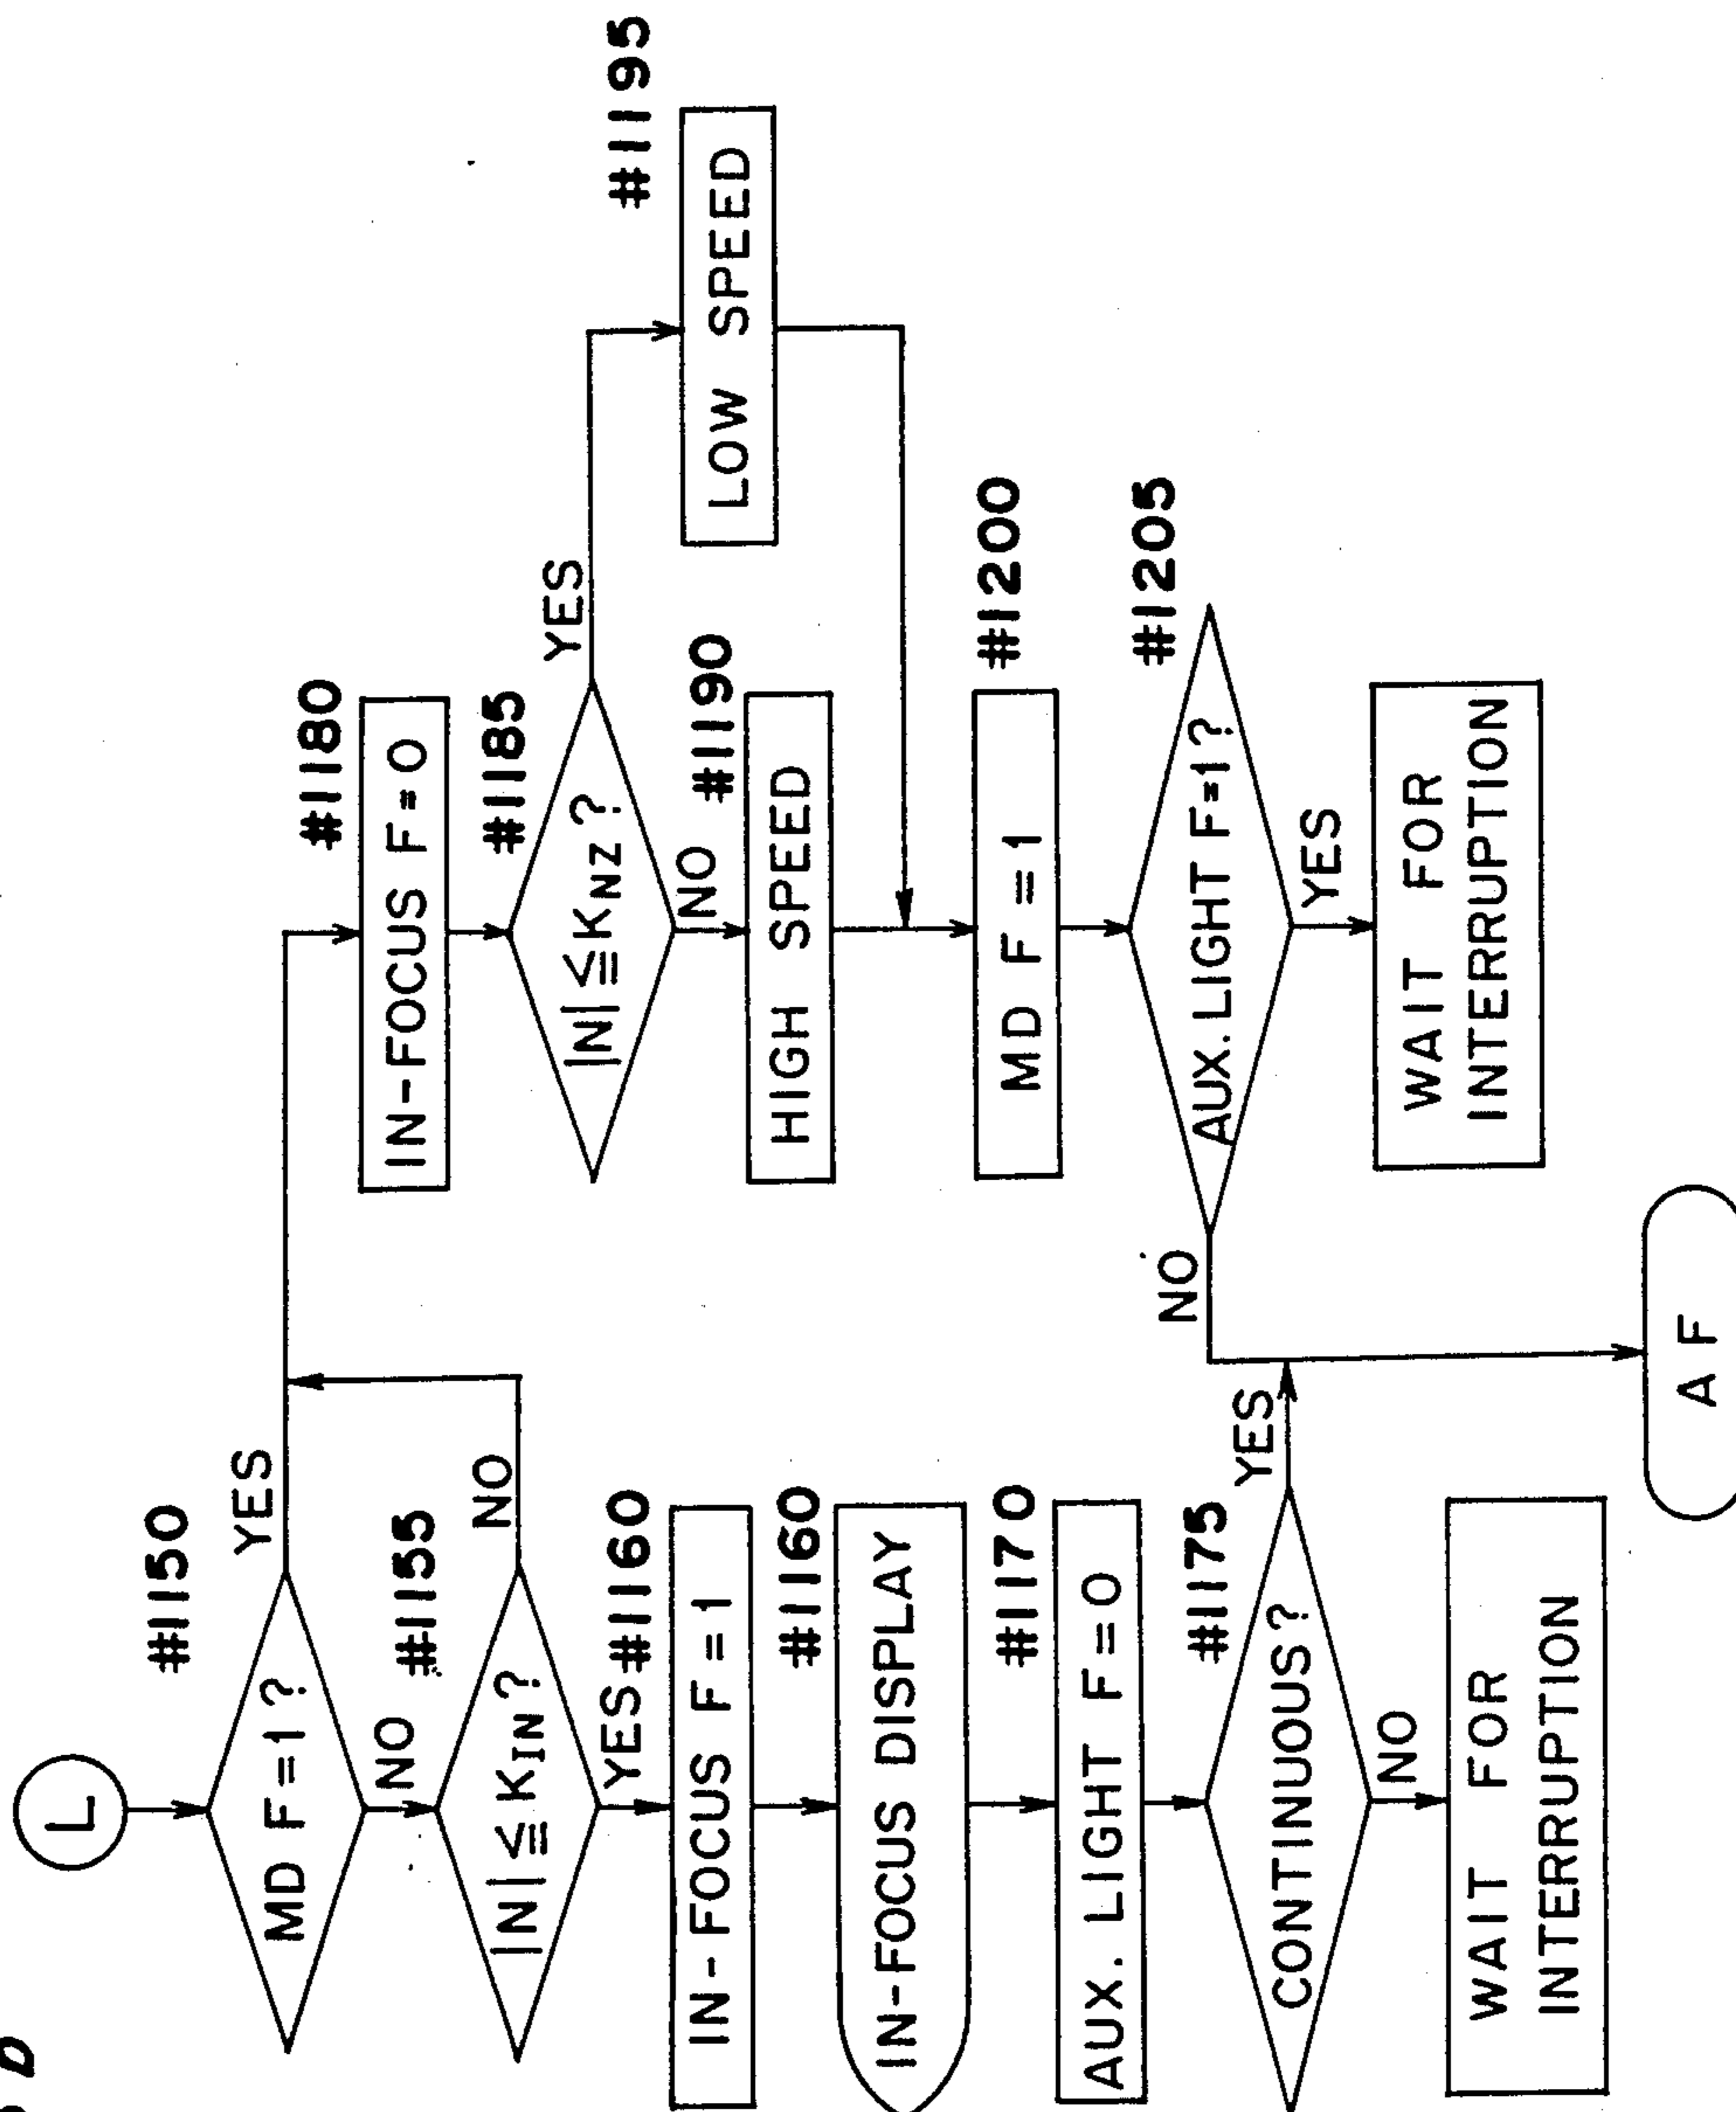 D
L
#1150
MD F=1?
YES
NO
#1155
|N|≦KIN?
NO
YES
#1160
IN-FOCUS F=1
#1160
IN-FOCUS DISPLAY
#1170
AUX. LIGHT F=0
#1175
CONTINUOUS?
YES
NO
WAIT FOR
INTERRUPTION
#1180
IN-FOCUS F=0
#1185
|N|≦KNZ?
YES
NO
#1190
HIGH SPEED
#1195
LOW SPEED
#1200
MD F=1
#1205
AUX. LIGHT F=1?
NO
YES
WAIT FOR
INTERRUPTION
AF